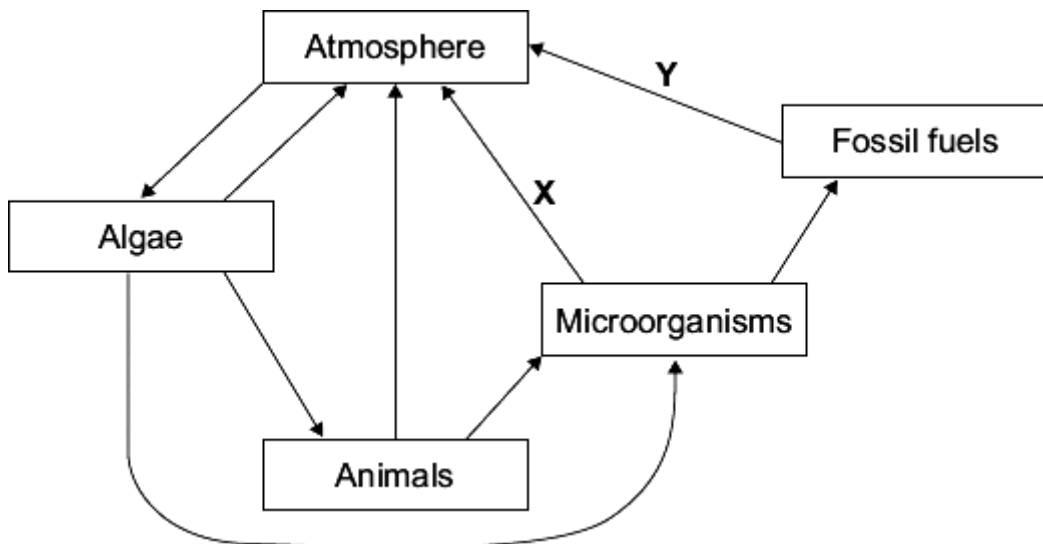 Atmosphere
Y
Fossil fuels
X
Algae
Microorganisms
Animals